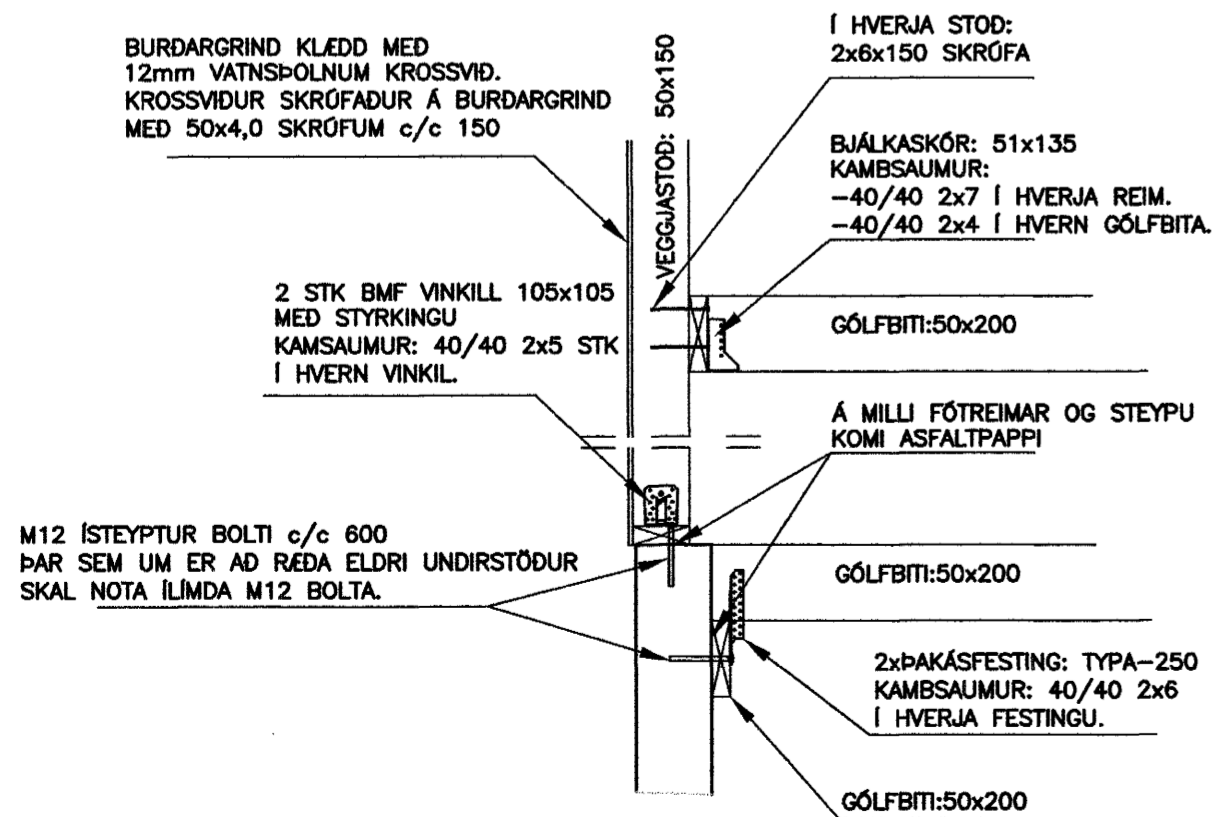 BURÐARGRIND KLÆDD MEÐ
12mm VATNSÞOLNUM KROSSVIÐ.
KROSSVIÐUR SKRÚFAÐUR Á BURÐARGRIND
MEÐ 50x4,0 SKRÚFUM c/c 150
VEGGJASTOÐ: 50x150
Í HVERJA STOÐ:
2x6x150 SKRÚFA
BJÁLKASKÓR: 51x135
KAMBSAUMUR:
-40/40 2x7 Í HVERJA REIM.
-40/40 2x4 Í HVERN GÓLFBITA.
2 STK BMF VINKILL 105x105
MEÐ STYRKINGU
KAMSAUMUR: 40/40 2x5 STK
Í HVERN VINKIL.
GÓLFBITI:50x200
Á MILLI FÓTREIMAR OG STEYPU
KOMI ASFALTPAPPI
M12 ÍSTEYPTUR BOLTI c/c 600
ÞAR SEM UM ER AÐ RÆÐA ELDRI UNDIRSTÖÐUR
SKAL NOTA ÍLÍMDA M12 BOLTA.
GÓLFBITI:50x200
2xÞAKÁSFESTING: TYPA-250
KAMBSAUMUR: 40/40 2x6
Í HVERJA FESTINGU.
GÓLFBITI:50x200